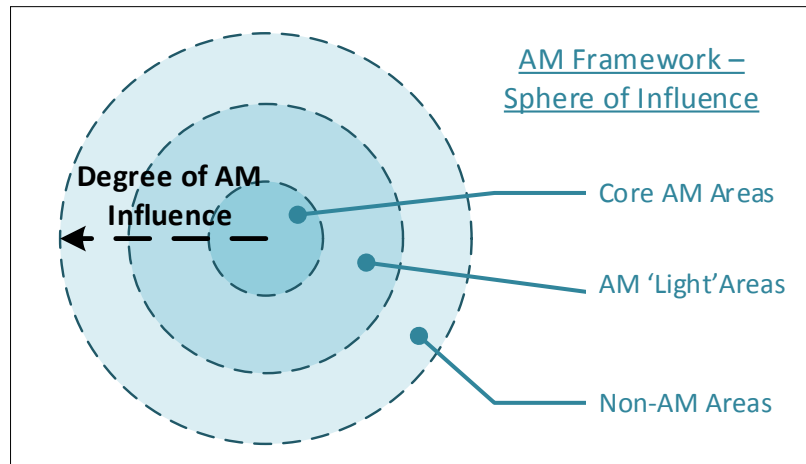 AM Framework –
Sphere of Influence
Degree of AM
Influence
Core AM Areas
AM ‘Light’Areas
Non-AM Areas